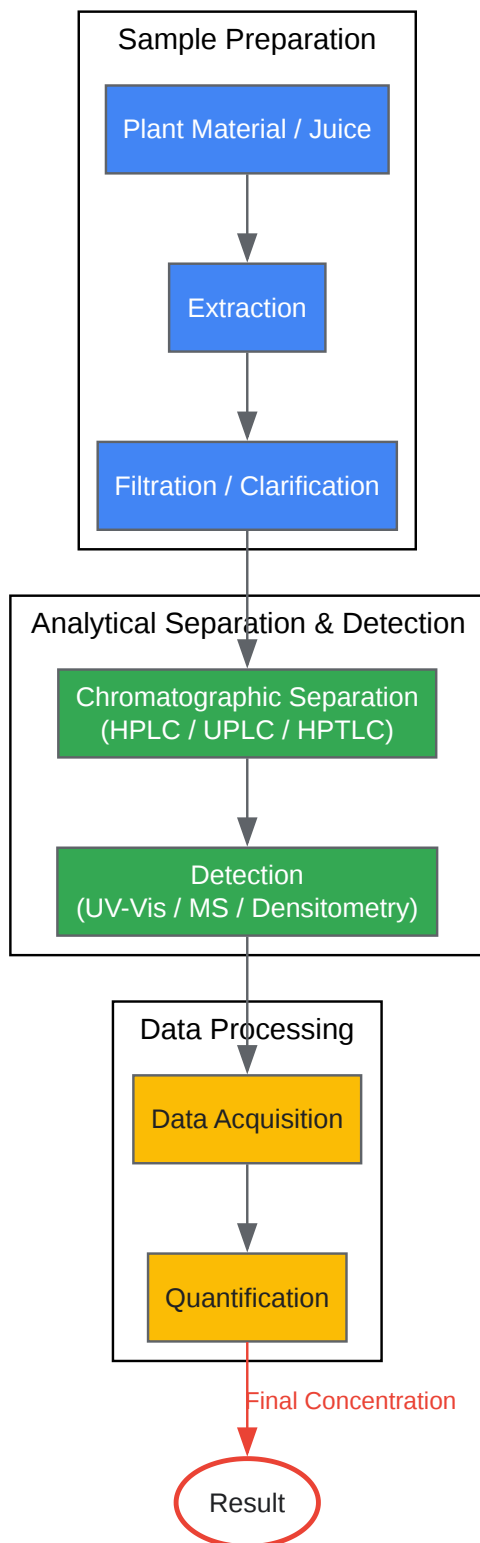 Sample Preparation
Plant Material / Juice
Extraction
Filtration / Clarification
Analytical Separation & Detection
Chromatographic Separation
(HPLC / UPLC / HPTLC)
Detection
(UV-Vis / MS / Densitometry)
Data Processing
Data Acquisition
Quantification
Final Concentration
Result